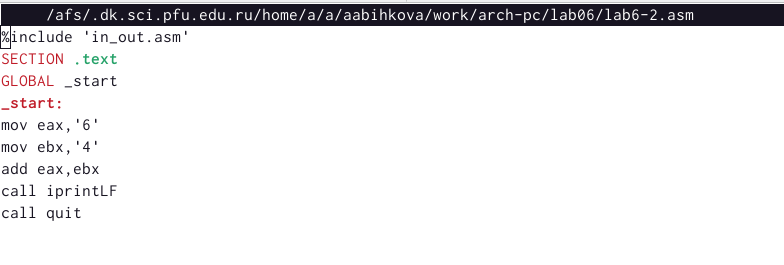 /afs/.dk.sci.pfu.edu.ru/home/a/a/aabihkova/work/arch-pc/lab06/lab6-2.asm
%include 'in_out.asm'
SECTION .text
GLOBAL _start
_start:
mov eax,'6'
mov ebx,'4'
add eax,ebx
call iprintLF
call quit